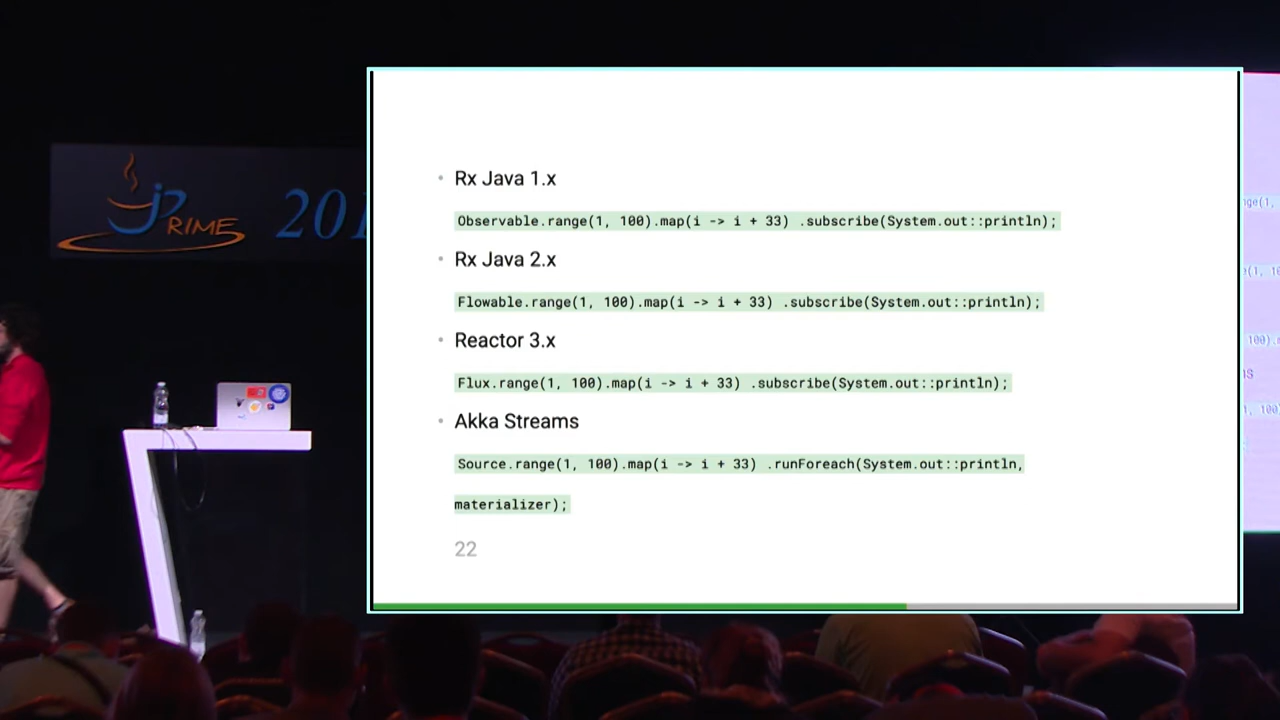 JPRIME 201
• Rx Java 1.x
Observable.range(1, 100).map(i -> i + 33) .subscribe(System.out::println);
• Rx Java 2.x
Flowable.range(1, 100).map(i -> i + 33) .subscribe(System.out::println);
• Reactor 3.x
Flux.range(1, 100).map(i -> i + 33) .subscribe(System.out::println);
• Akka Streams
Source.range(1, 100).map(i -> i + 33) .runForeach(System.out::println,
materializer);
22